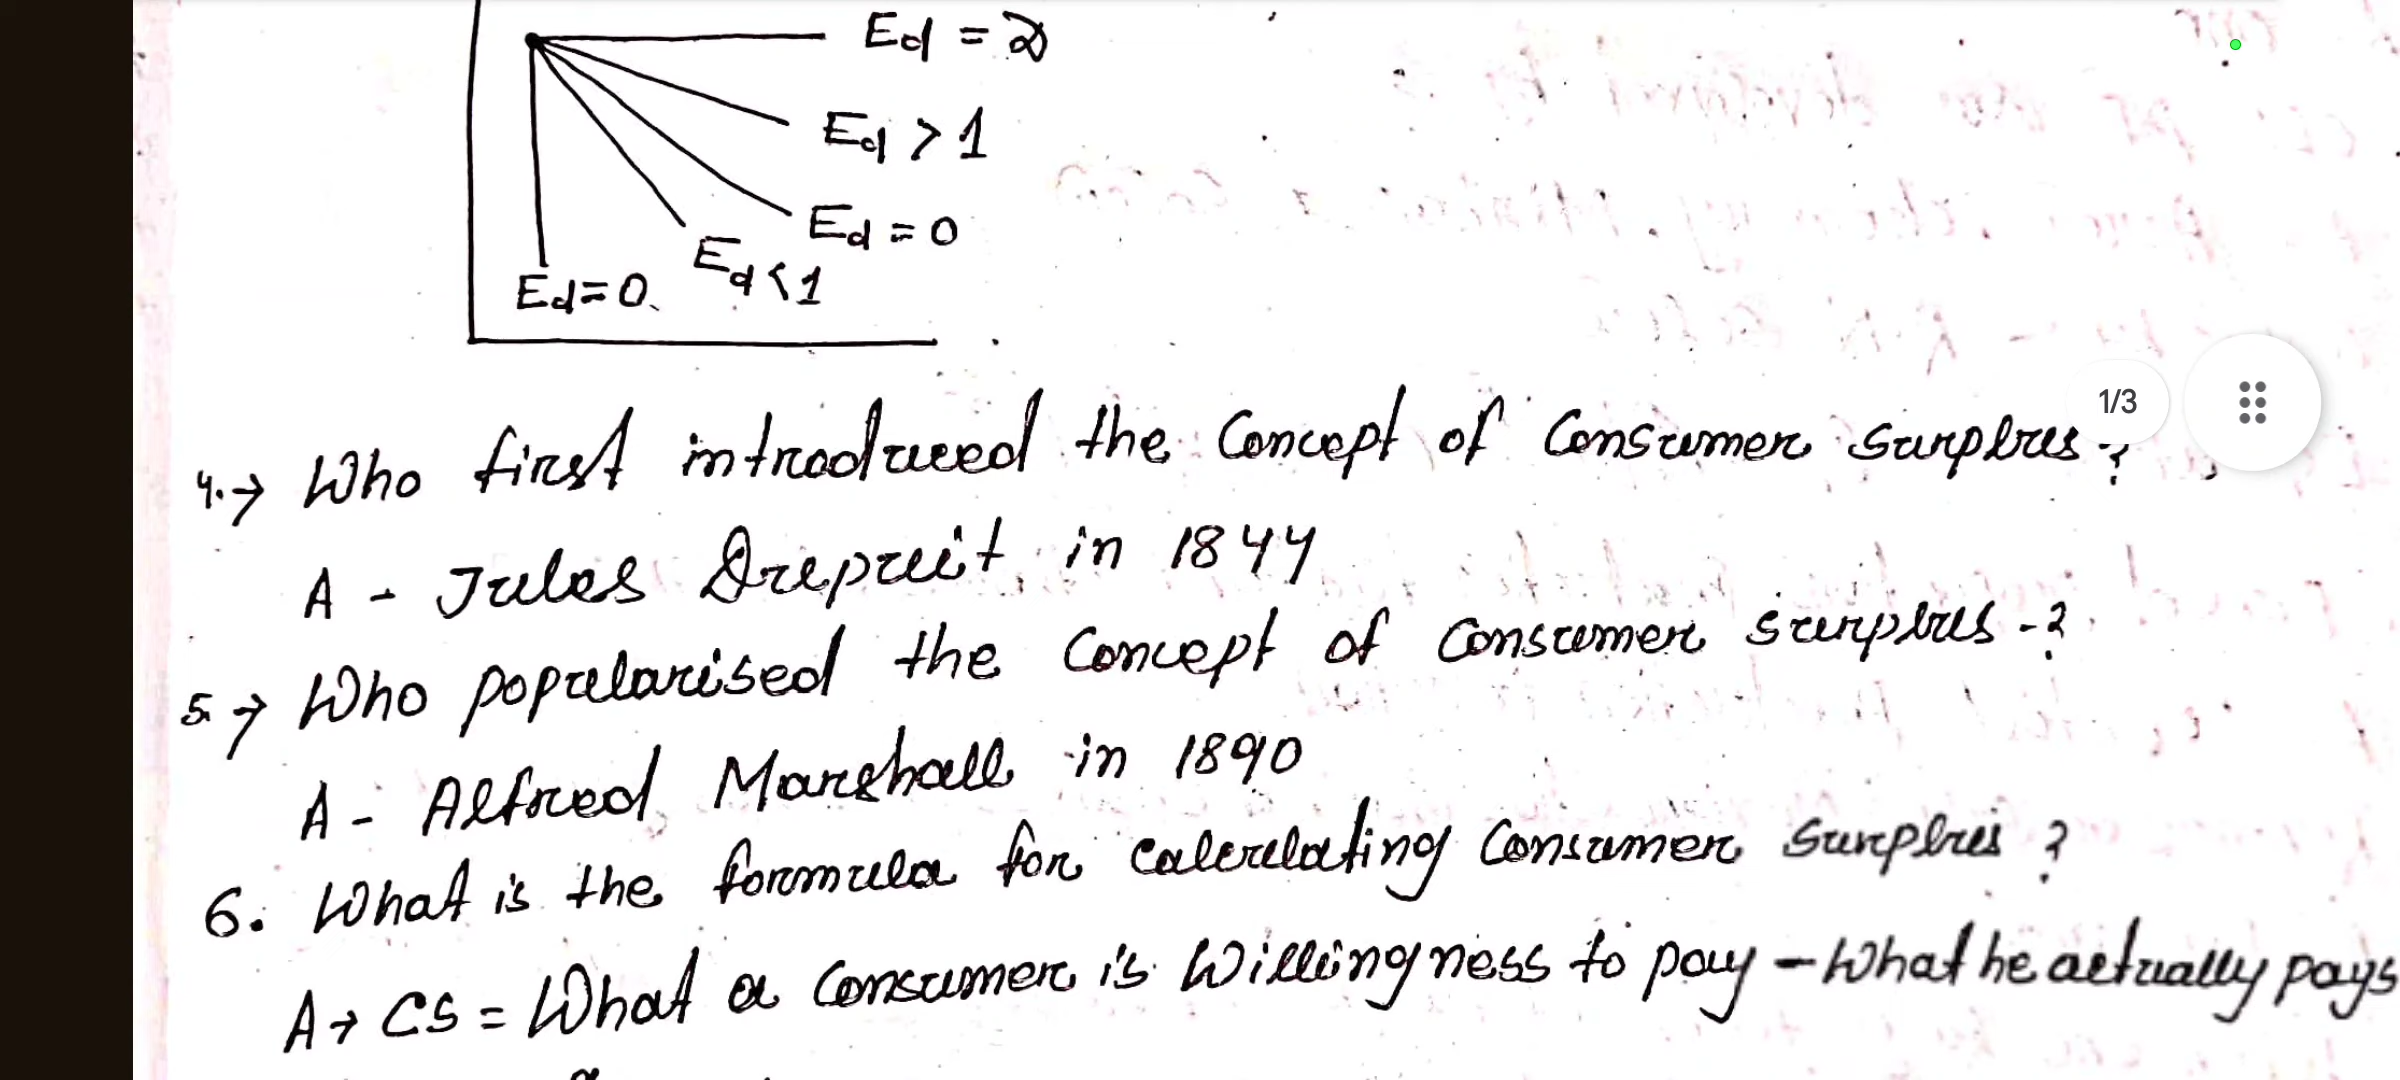 Ed = ∞
Ed > 1
Ed = 0
Ed < 1
Ed = 0
4.→ Who first introduced the Concept of Consumer Surplus?
1/3
A - Jules Drepuit in 1844
5.→ Who popularised the Concept of Consumer Surplus-?
A - Alfred Marshall in 1890
6. What is the formula for calculating Consumer Surplus?
A → CS = What a Consumer is Willingness to pay - What he actually pays